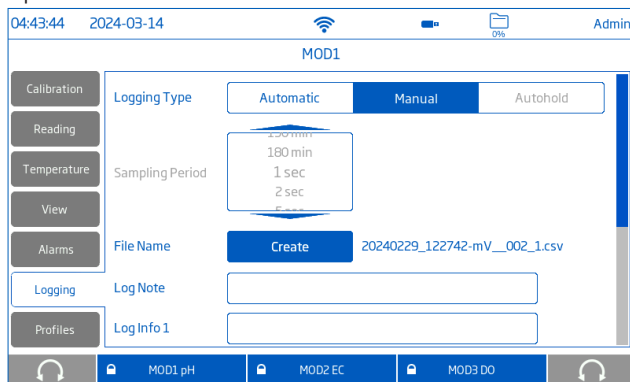 04:43:44 2024-03-14 0% Admin
MOD1
Calibration
Reading
Temperature
View
Alarms
Logging
Profiles
Logging Type Automatic Manual Autohold
180 min
Sampling Period 1 sec
2 sec
File Name Create 20240229_122742-mV__002_1.csv
Log Note
Log Info 1
MOD1 pH MOD2 EC MOD3 DO